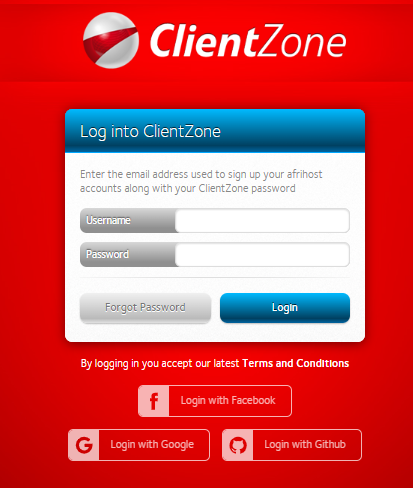 ClientZone
Log into ClientZone
Enter the email address used to sign up your afrihost
accounts along with your ClientZone password
Username
Password
Forgot Password
Login
By logging in you accept our latest Terms and Conditions
f Login with Facebook
G Login with Google
Login with Github